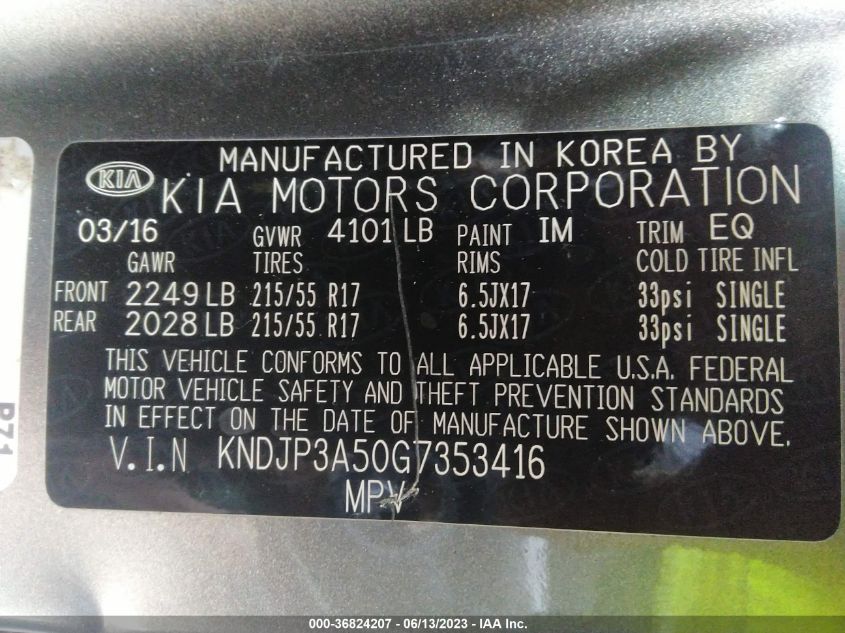 MANUFACTURED IN KOREA BY
KIA KIA MOTORS CORPORATION
03/16 GVWR 4101 LB PAINT IM TRIM EQ
GAWR TIRES RIMS COLD TIRE INFL
FRONT 2249 LB 215/55 R17 6.5JX17 33psi SINGLE
REAR 2028 LB 215/55 R17 6.5JX17 33psi SINGLE
THIS VEHICLE CONFORMS TO ALL APPLICABLE U.S.A. FEDERAL
MOTOR VEHICLE SAFETY AND THEFT PREVENTION STANDARDS
IN EFFECT ON THE DATE OF MANUFACTURE SHOWN ABOVE.
V.I.N KNDJP3A50G7353416
MPV
000-36824207 - 06/13/2023 - IAA Inc.